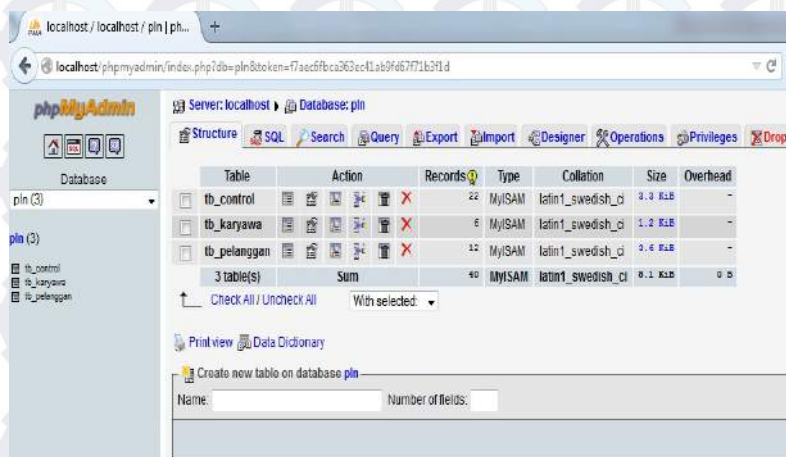 localhost / localhost / pln | ph...
localhost/phpmyadmin/index.php?db=pln&token=f7aec6fbca363ec41ab9fd67f71b3f1d
phpMyAdmin
Database
pln (3)
pln (3)
tb_control
tb_karyawa
tb_pelanggan
Server: localhost Database: pln
Structure SQL Search Query Export Import Designer Operations Privileges Drop
Table Action Records Type Collation Size Overhead
tb_control 22 MyISAM latin1_swedish_ci 3.3 KiB -
tb_karyawa 6 MyISAM latin1_swedish_ci 1.2 KiB -
tb_pelanggan 12 MyISAM latin1_swedish_ci 3.6 KiB -
3 table(s) Sum 40 MyISAM latin1_swedish_ci 8.1 KiB 0 B
Check All / Uncheck All With selected:
Print view Data Dictionary
Create new table on database pln
Name: Number of fields: